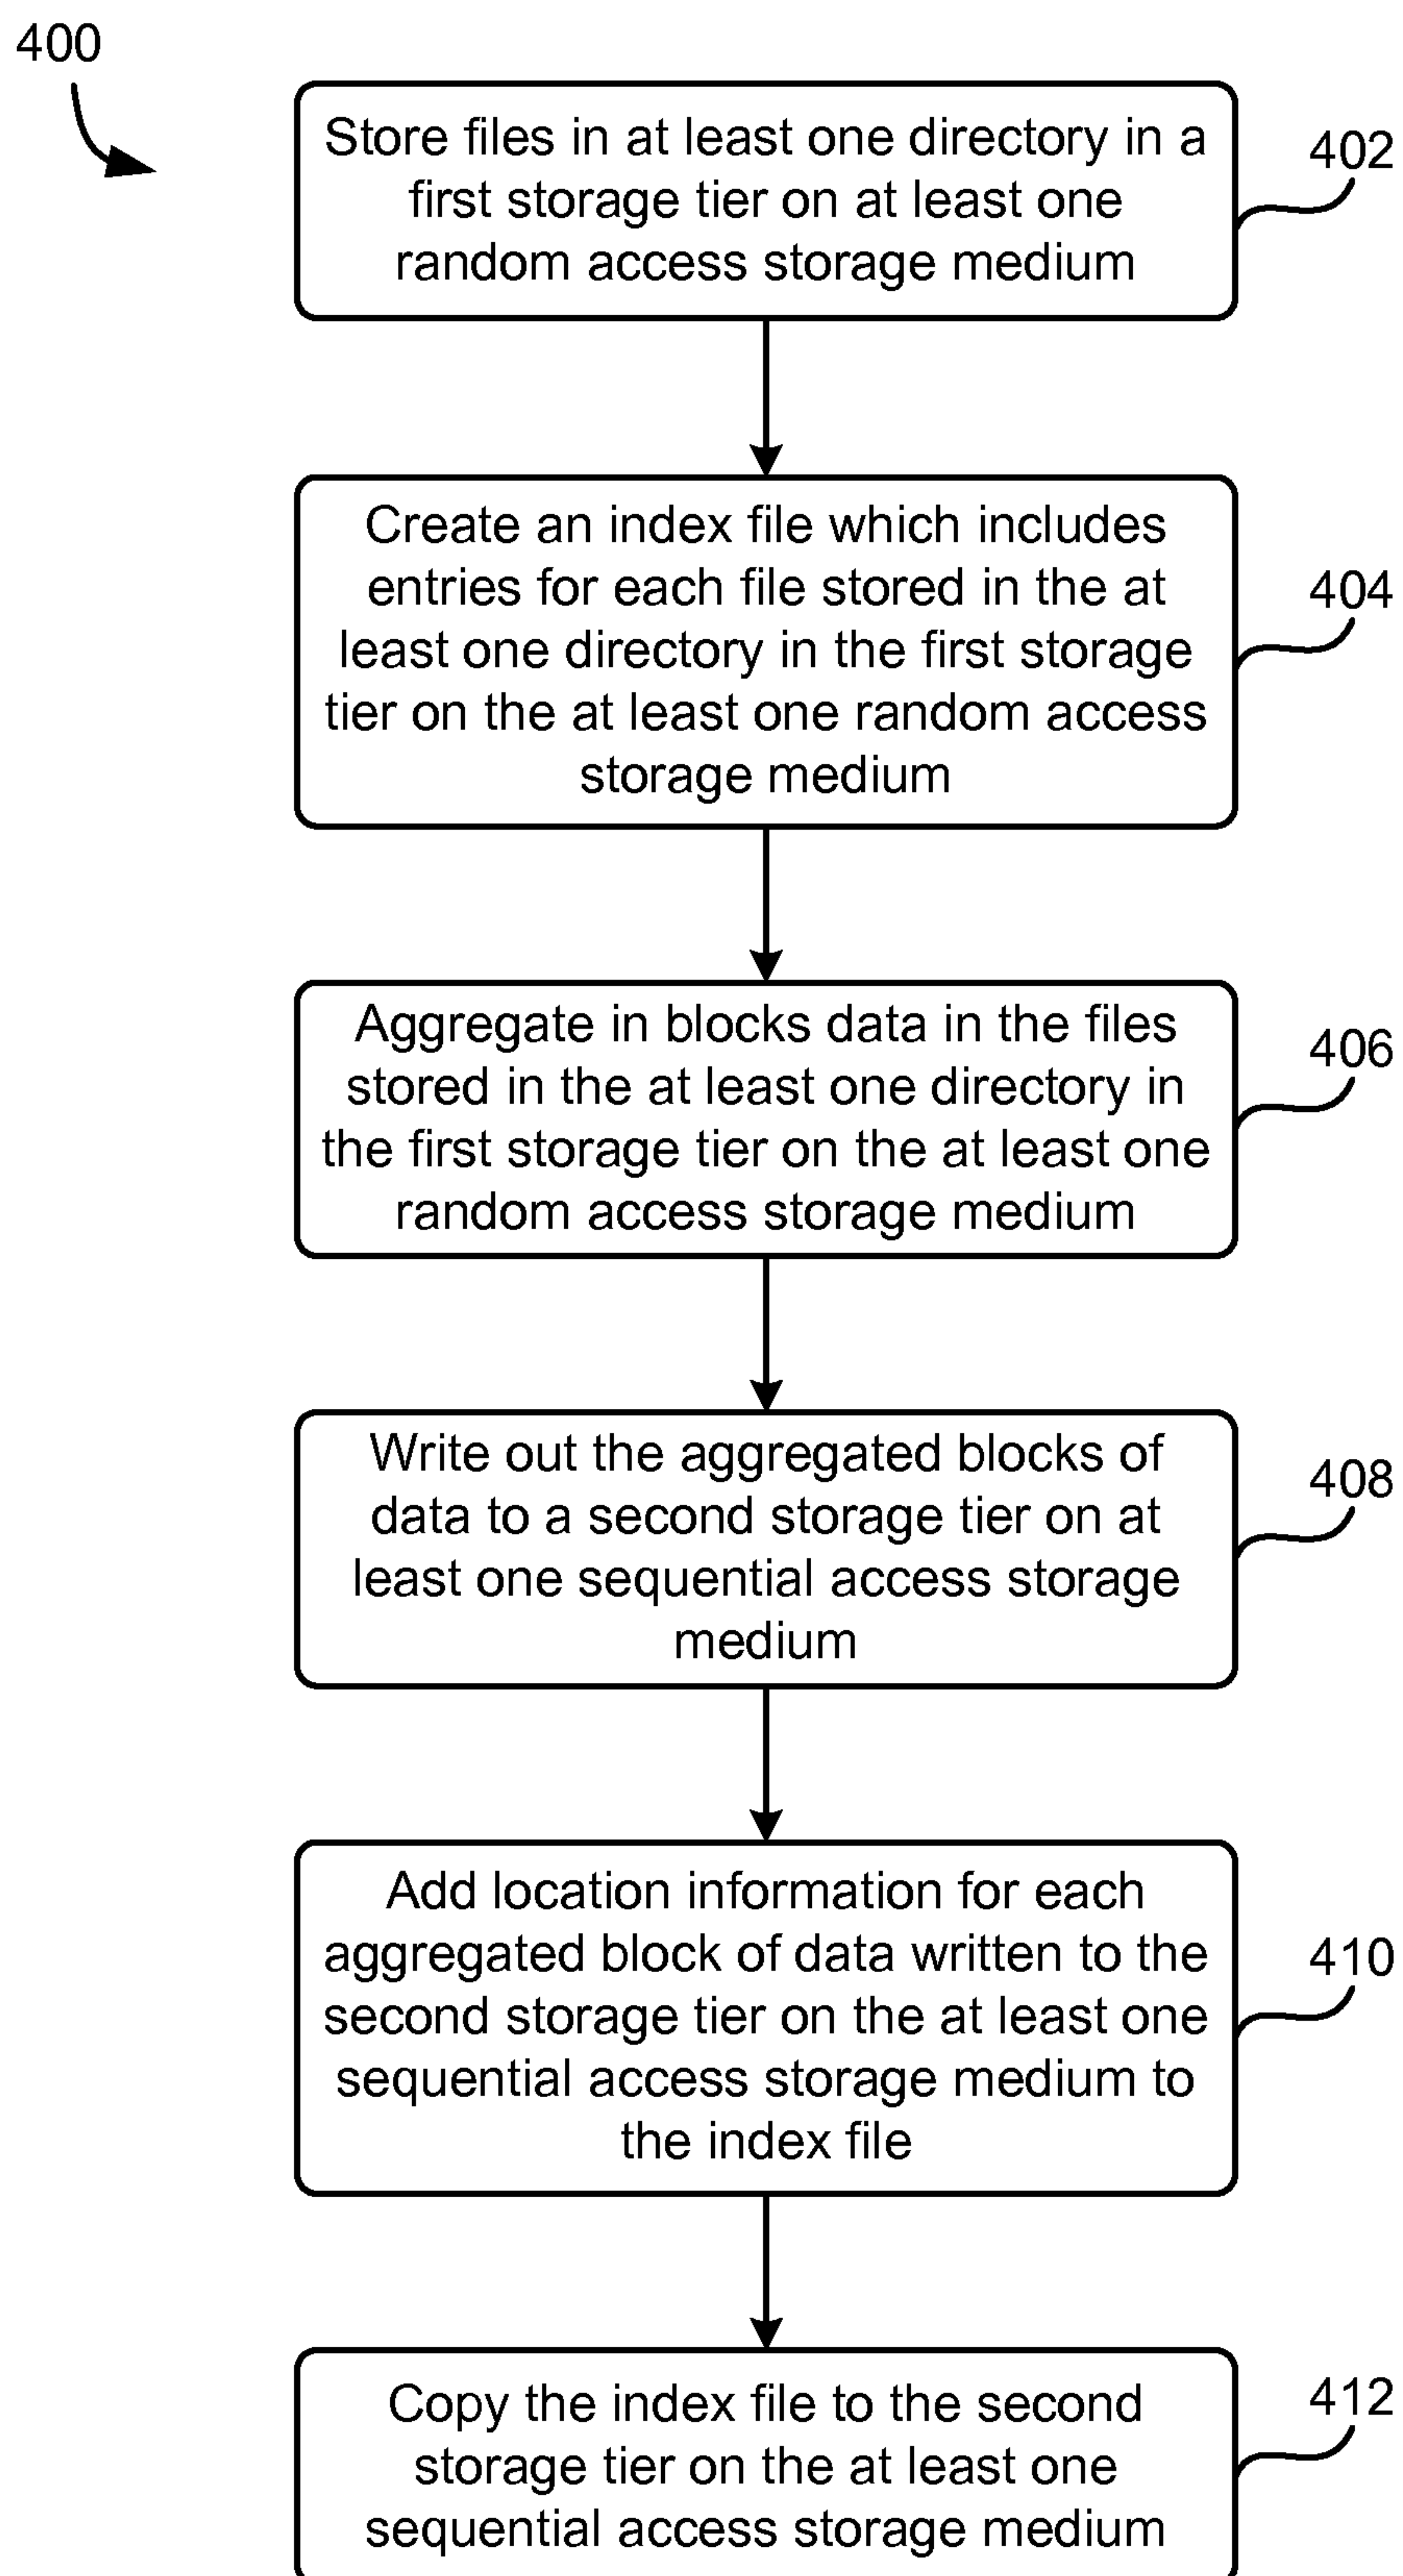 400
Store files in at least one directory in a
first storage tier on at least one
random access storage medium
402
Create an index file which includes
entries for each file stored in the at
least one directory in the first storage
tier on the at least one random access
storage medium
404
Aggregate in blocks data in the files
stored in the at least one directory in
the first storage tier on the at least one
random access storage medium
406
Write out the aggregated blocks of
data to a second storage tier on at
least one sequential access storage
medium
408
Add location information for each
aggregated block of data written to the
second storage tier on the at least one
sequential access storage medium to
the index file
410
Copy the index file to the second
storage tier on the at least one
sequential access storage medium
412